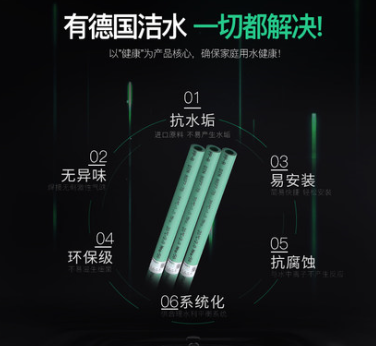 有德国洁水 一切都解决!
以"健康"为产品核心，确保家庭用水健康!
01
抗水垢
进口原料 不易产生水垢
02
无异味
03
易安装
04
环保级
05
抗腐蚀
06系统化